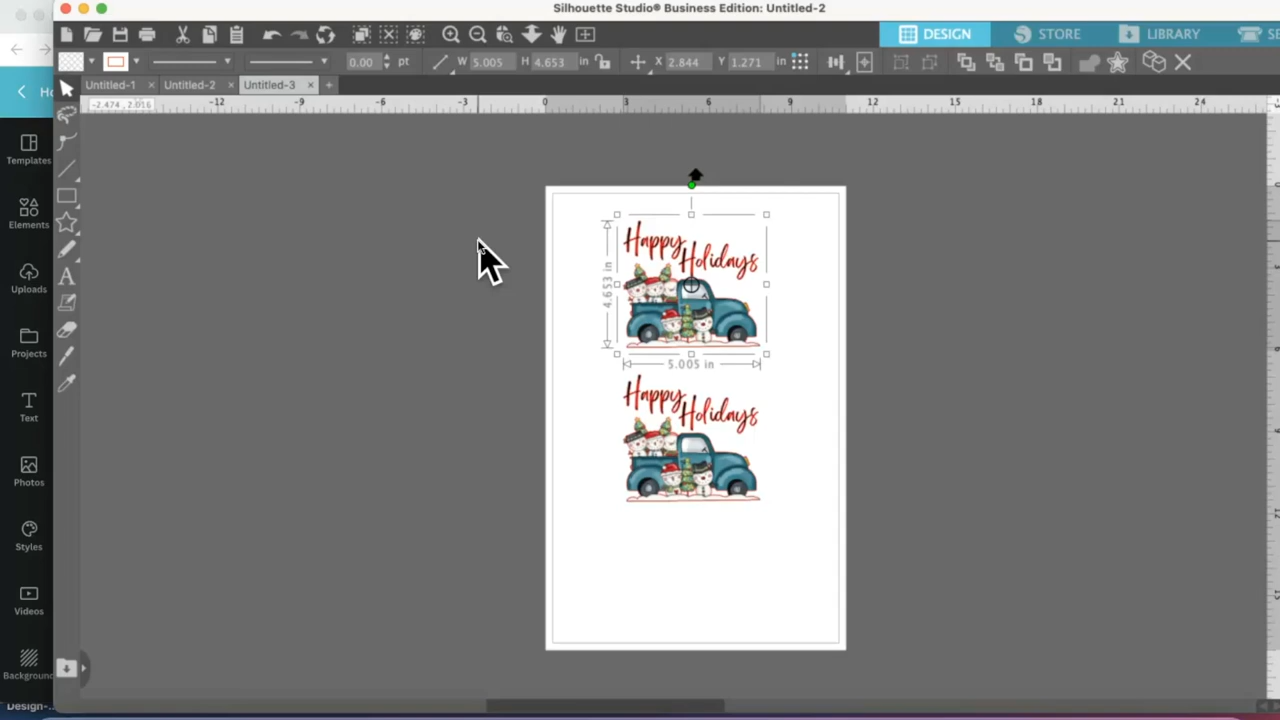 Silhouette Studio® Business Edition: Untitled-2
DESIGN
STORE
LIBRARY
0.00 pt
W 5.005 H 4.653 in
X 2.844 Y 1.271 in
Untitled-1 × Untitled-2 × Untitled-3 × +
-2.474 , 2.016
-12 -9 -6 -3 0 3 6 9 12 15 18 21 24
Templates
Elements
Uploads
Projects
Text
Photos
Styles
Videos
Background
Design-...
Happy
Holidays
4.653 in
5.005 in
Happy
Holidays